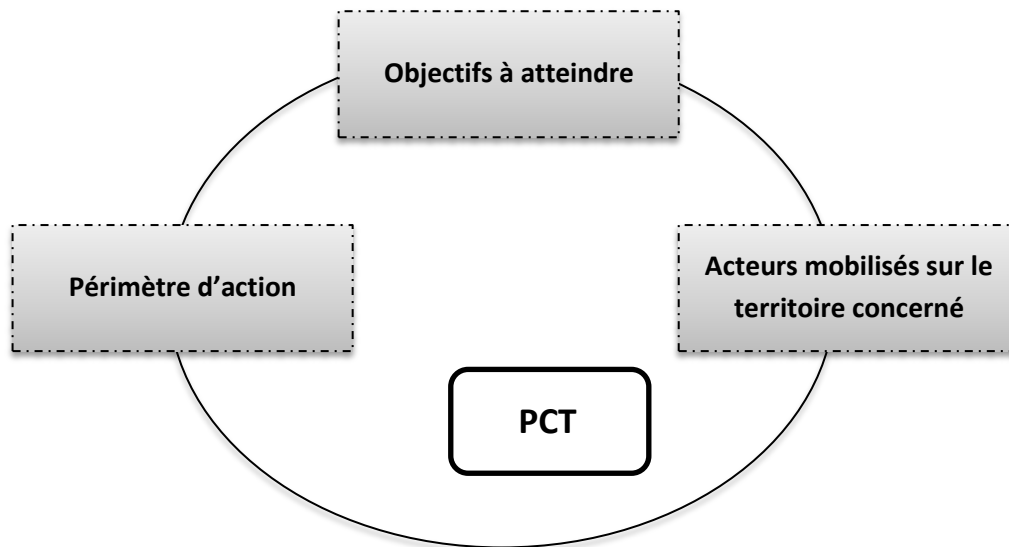 Objectifs à atteindre
Périmètre d’action
Acteurs mobilisés sur le
territoire concerné
PCT